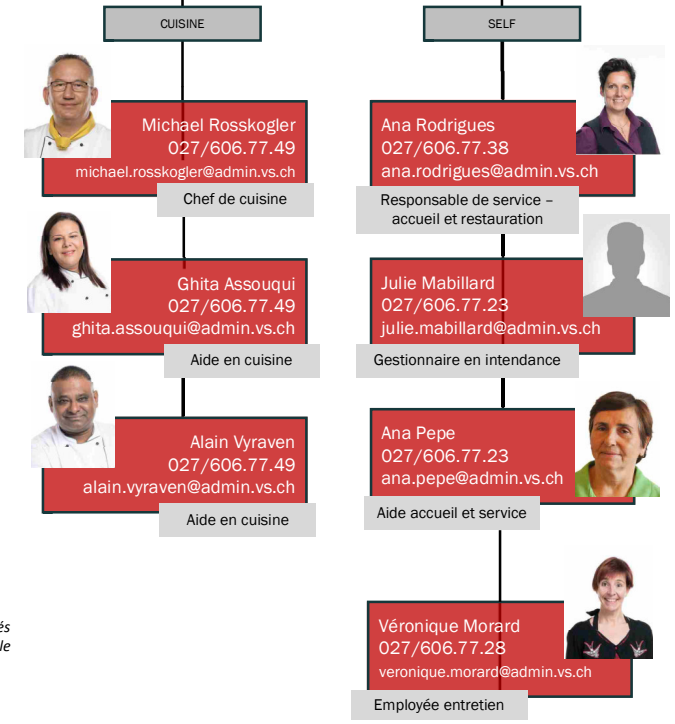 CUISINE
Michael Rosskogler
027/606.77.49
michael.rosskogler@admin.vs.ch
Chef de cuisine
Ghita Assouqui
027/606.77.49
ghita.assouqui@admin.vs.ch
Aide en cuisine
Alain Vyraven
027/606.77.49
alain.vyraven@admin.vs.ch
Aide en cuisine
SELF
Ana Rodrigues
027/606.77.38
ana.rodrigues@admin.vs.ch
Responsable de service –
accueil et restauration
Julie Mabillard
027/606.77.23
julie.mabillard@admin.vs.ch
Gestionnaire en intendance
Ana Pepe
027/606.77.23
ana.pepe@admin.vs.ch
Aide accueil et service
Véronique Morard
027/606.77.28
veronique.morard@admin.vs.ch
Employée entretien
és
le